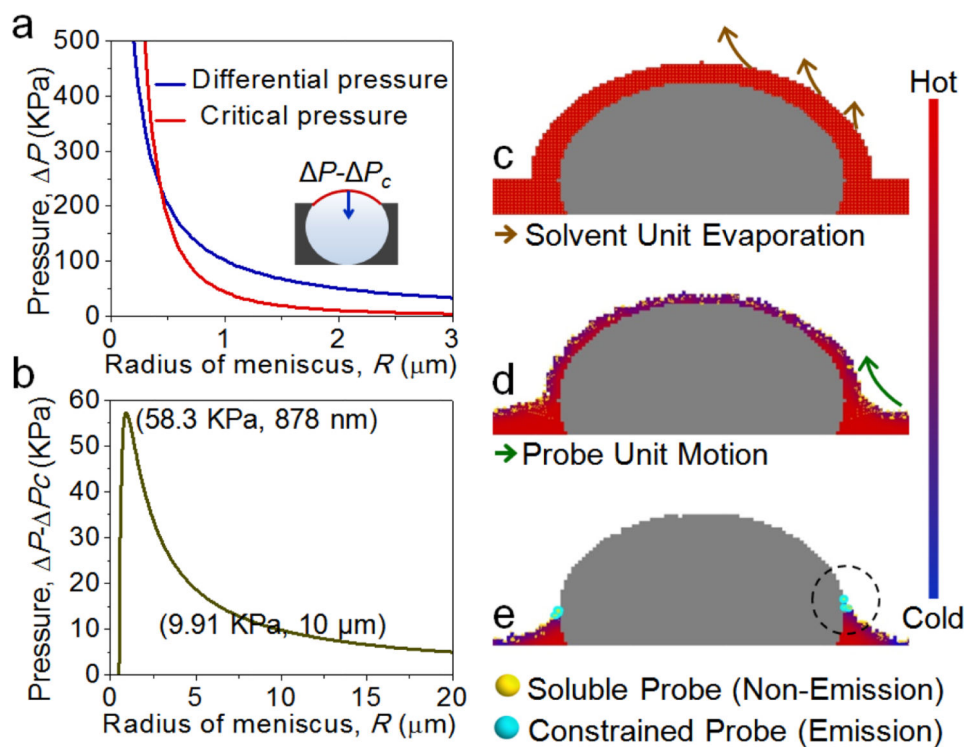 a
500
400
300
200
100
0
Pressure, ΔP (KPa)
Differential pressure
Critical pressure
ΔP-ΔPc
0 1 2 3
Radius of meniscus, R (μm)
b
60
50
40
30
20
10
0
Pressure, ΔP-ΔPc (KPa)
(58.3 KPa, 878 nm)
(9.91 KPa, 10 μm)
0 5 10 15 20
Radius of meniscus, R (μm)
c
Solvent Unit Evaporation
d
Probe Unit Motion
e
Hot
Cold
Soluble Probe (Non-Emission)
Constrained Probe (Emission)